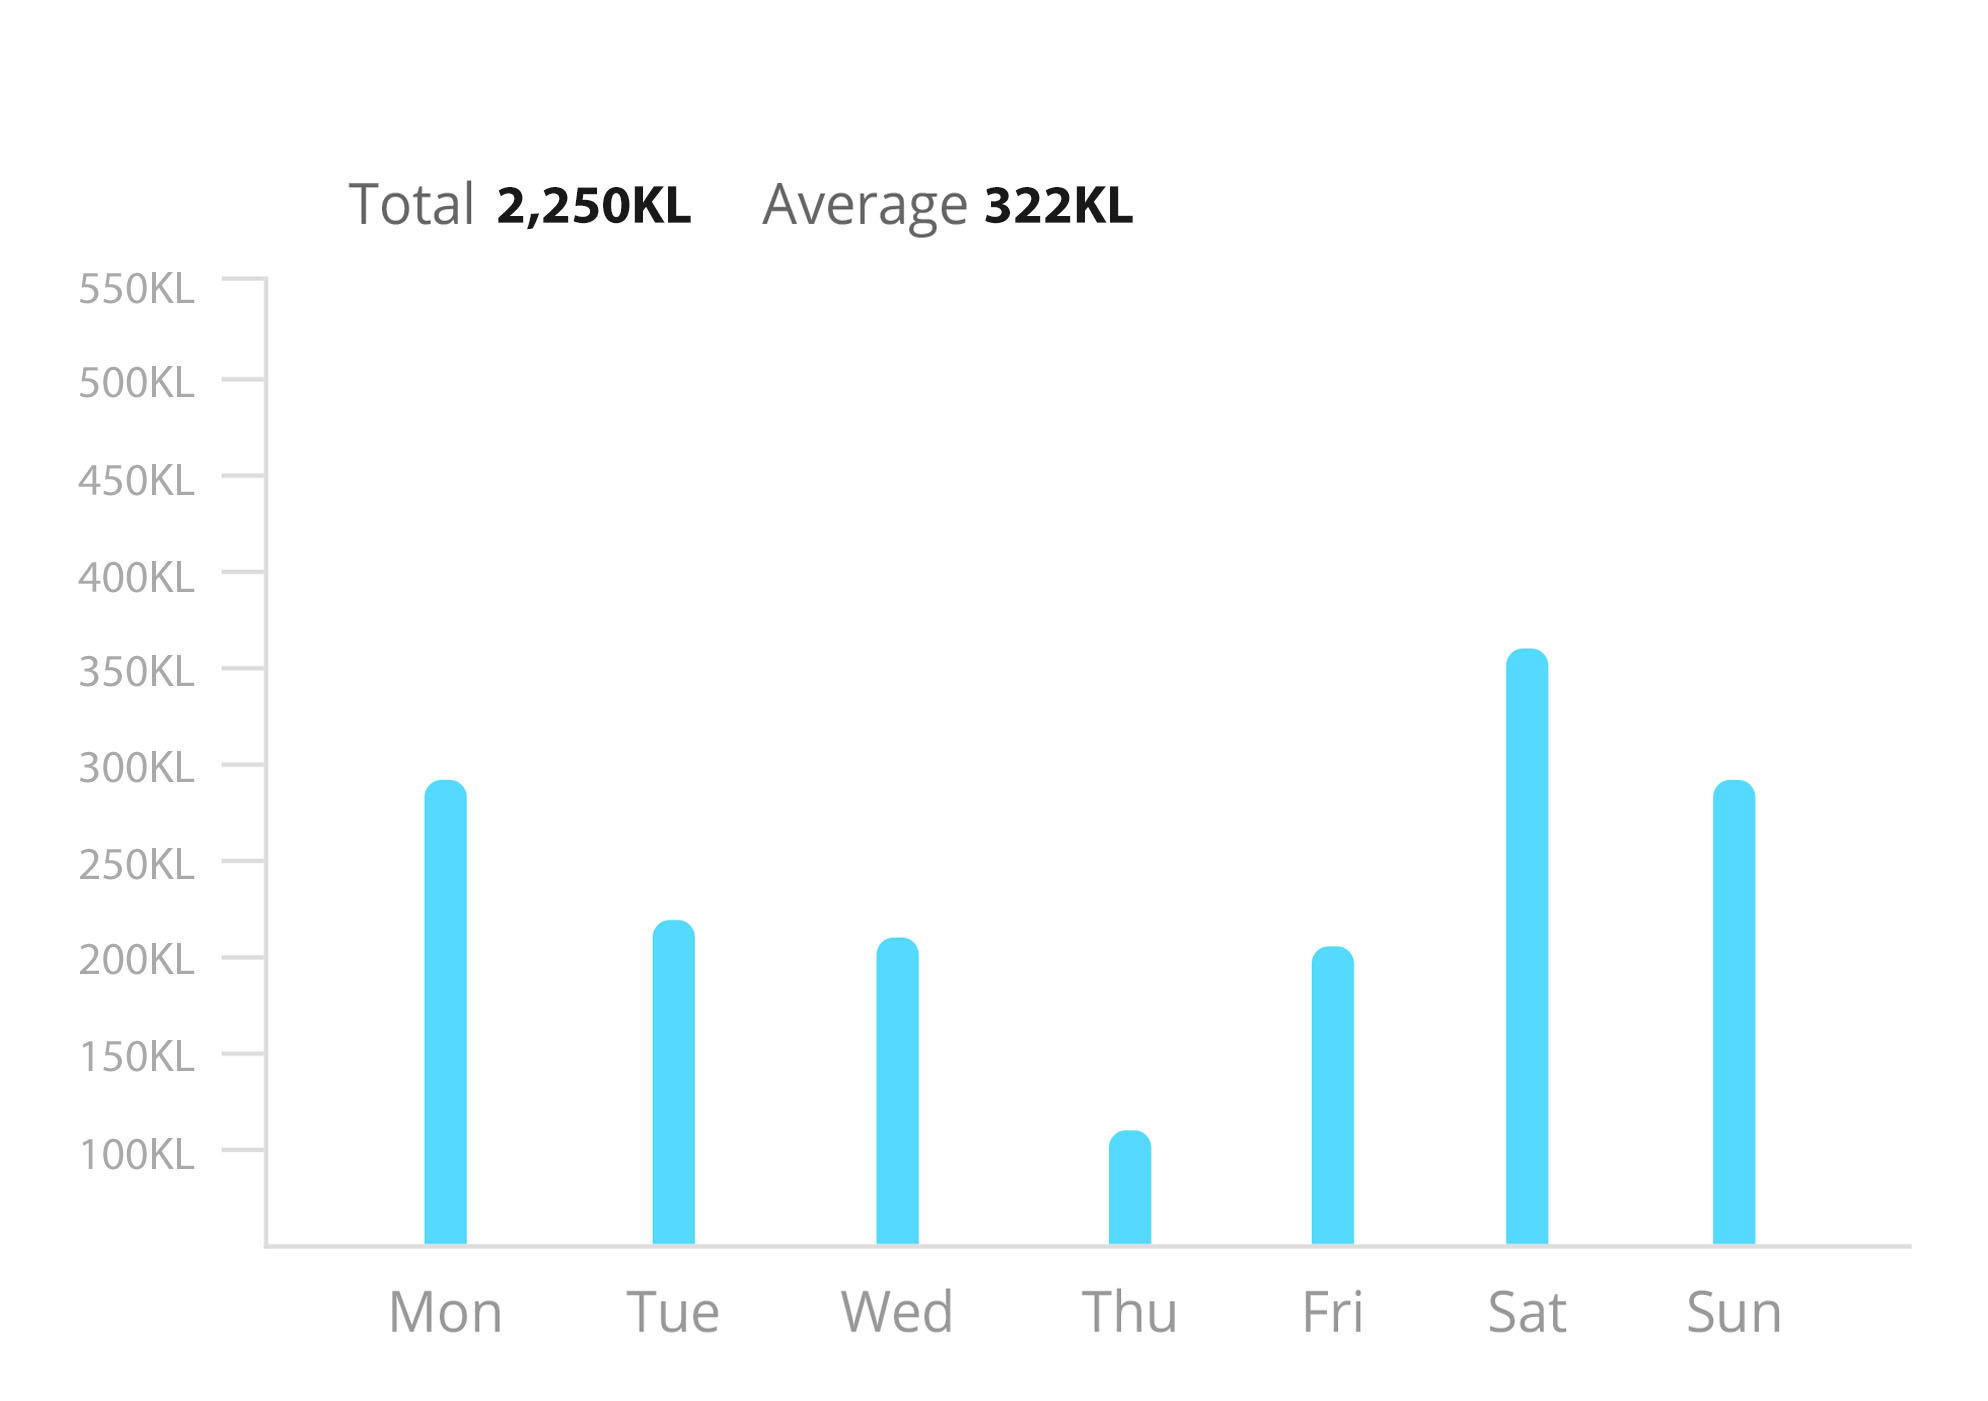 Total 2,250KL Average 322KL
550KL
500KL
450KL
400KL
350KL
300KL
250KL
200KL
150KL
100KL
Mon Tue Wed Thu Fri Sat Sun